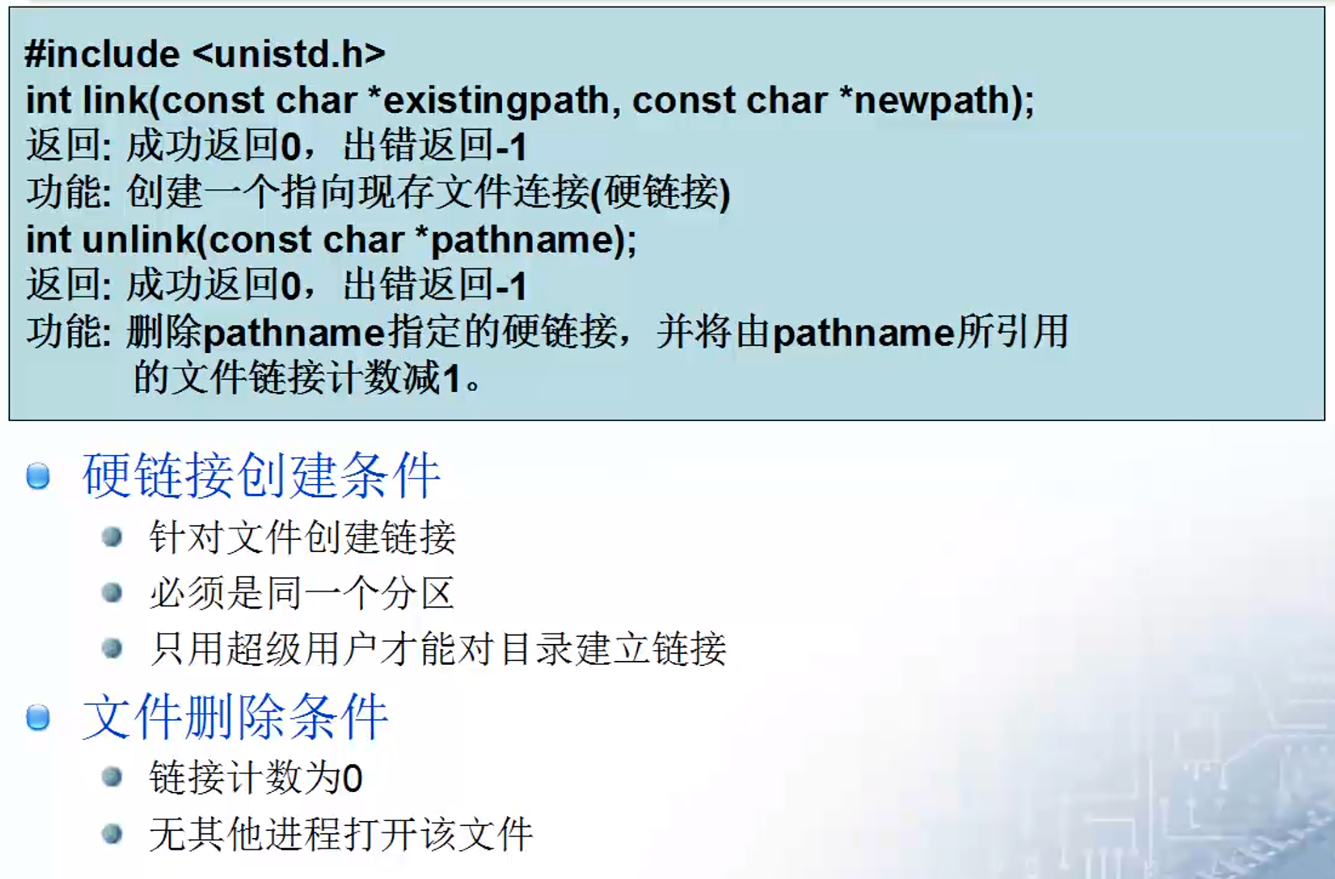 #include <unistd.h>
int link(const char *existingpath, const char *newpath);
返回: 成功返回0，出错返回-1
功能: 创建一个指向现存文件连接(硬链接)
int unlink(const char *pathname);
返回: 成功返回0，出错返回-1
功能: 删除pathname指定的硬链接，并将由pathname所引用
的文件链接计数减1。
硬链接创建条件
针对文件创建链接
必须是同一个分区
只用超级用户才能对目录建立链接
文件删除条件
链接计数为0
无其他进程打开该文件